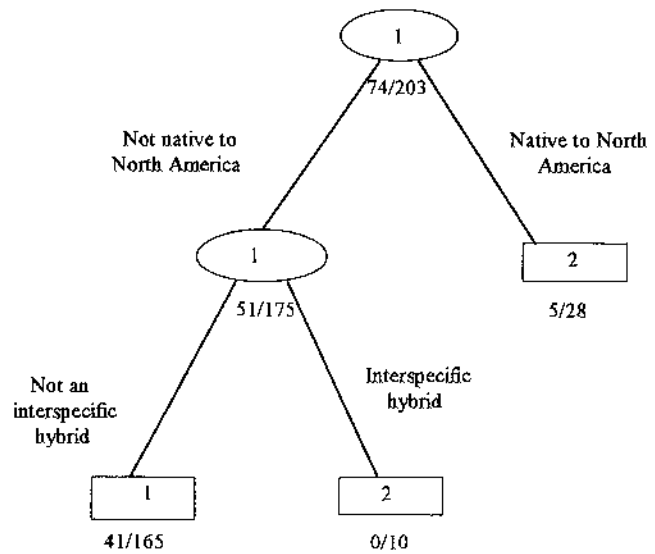 1
74/203
Not native to
North America
Native to North
America
1
51/175
2
5/28
Not an
interspecific
hybrid
Interspecific
hybrid
1
41/165
2
0/10